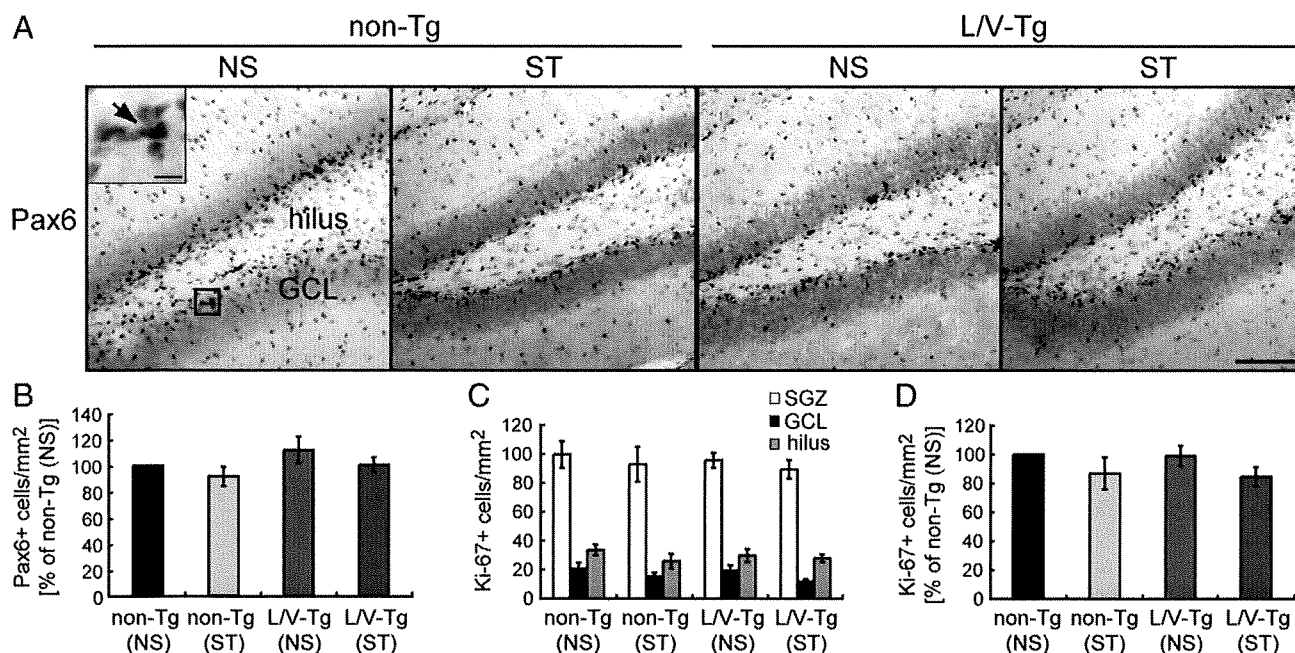 A
non-Tg
L/V-Tg
NS
ST
NS
ST
Pax6
hilus
GCL
B
Pax6+ cells/mm2
[% of non-Tg (NS)]
140
120
100
80
60
40
20
0
non-Tg
(NS)
non-Tg
(ST)
L/V-Tg
(NS)
L/V-Tg
(ST)
C
SGZ
GCL
hilus
Ki-67+ cells/mm2
120
100
80
60
40
20
0
non-Tg
(NS)
non-Tg
(ST)
L/V-Tg
(NS)
L/V-Tg
(ST)
D
Ki-67+ cells/mm2
[% of non-Tg (NS)]
120
100
80
60
40
20
0
non-Tg
(NS)
non-Tg
(ST)
L/V-Tg
(NS)
L/V-Tg
(ST)